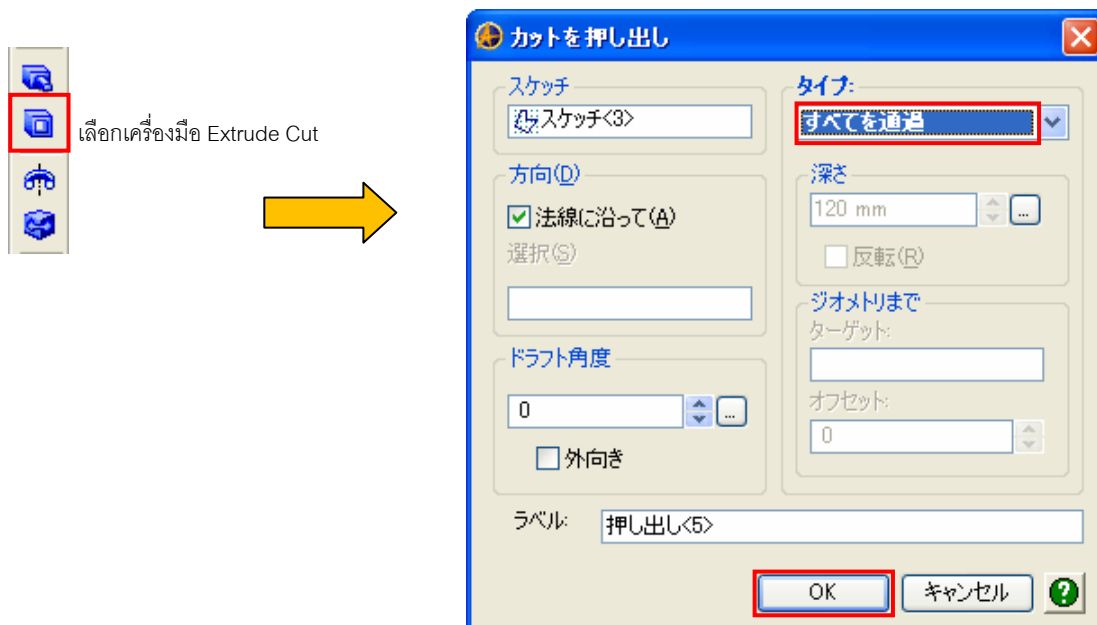 เลือกเครื่องมือ Extrude Cut
カットを押し出し
スケッチ
スケッチ<3>
方向(D)
法線に沿って(A)
選択(S)
ドラフト角度
0
...
外向き
タイプ:
すべてを通過
深さ
120 mm
...
反転(R)
ジオメトリまで
ターゲット:
オフセット:
0
ラベル:
押し出し<5>
OK
キャンセル
?